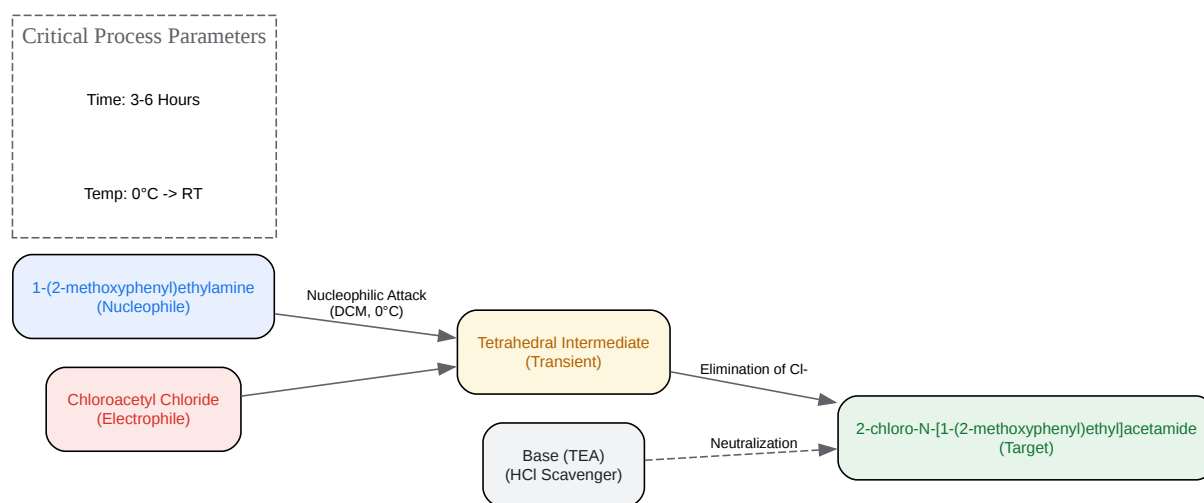 Critical Process Parameters
Time: 3-6 Hours
Temp: 0°C -> RT
1-(2-methoxyphenyl)ethylamine
(Nucleophile)
Nucleophilic Attack
(DCM, 0°C)
Chloroacetyl Chloride
(Electrophile)
Tetrahedral Intermediate
(Transient)
Elimination of Cl-
Base (TEA)
(HCl Scavenger)
Neutralization
2-chloro-N-[1-(2-methoxyphenyl)ethyl]acetamide
(Target)